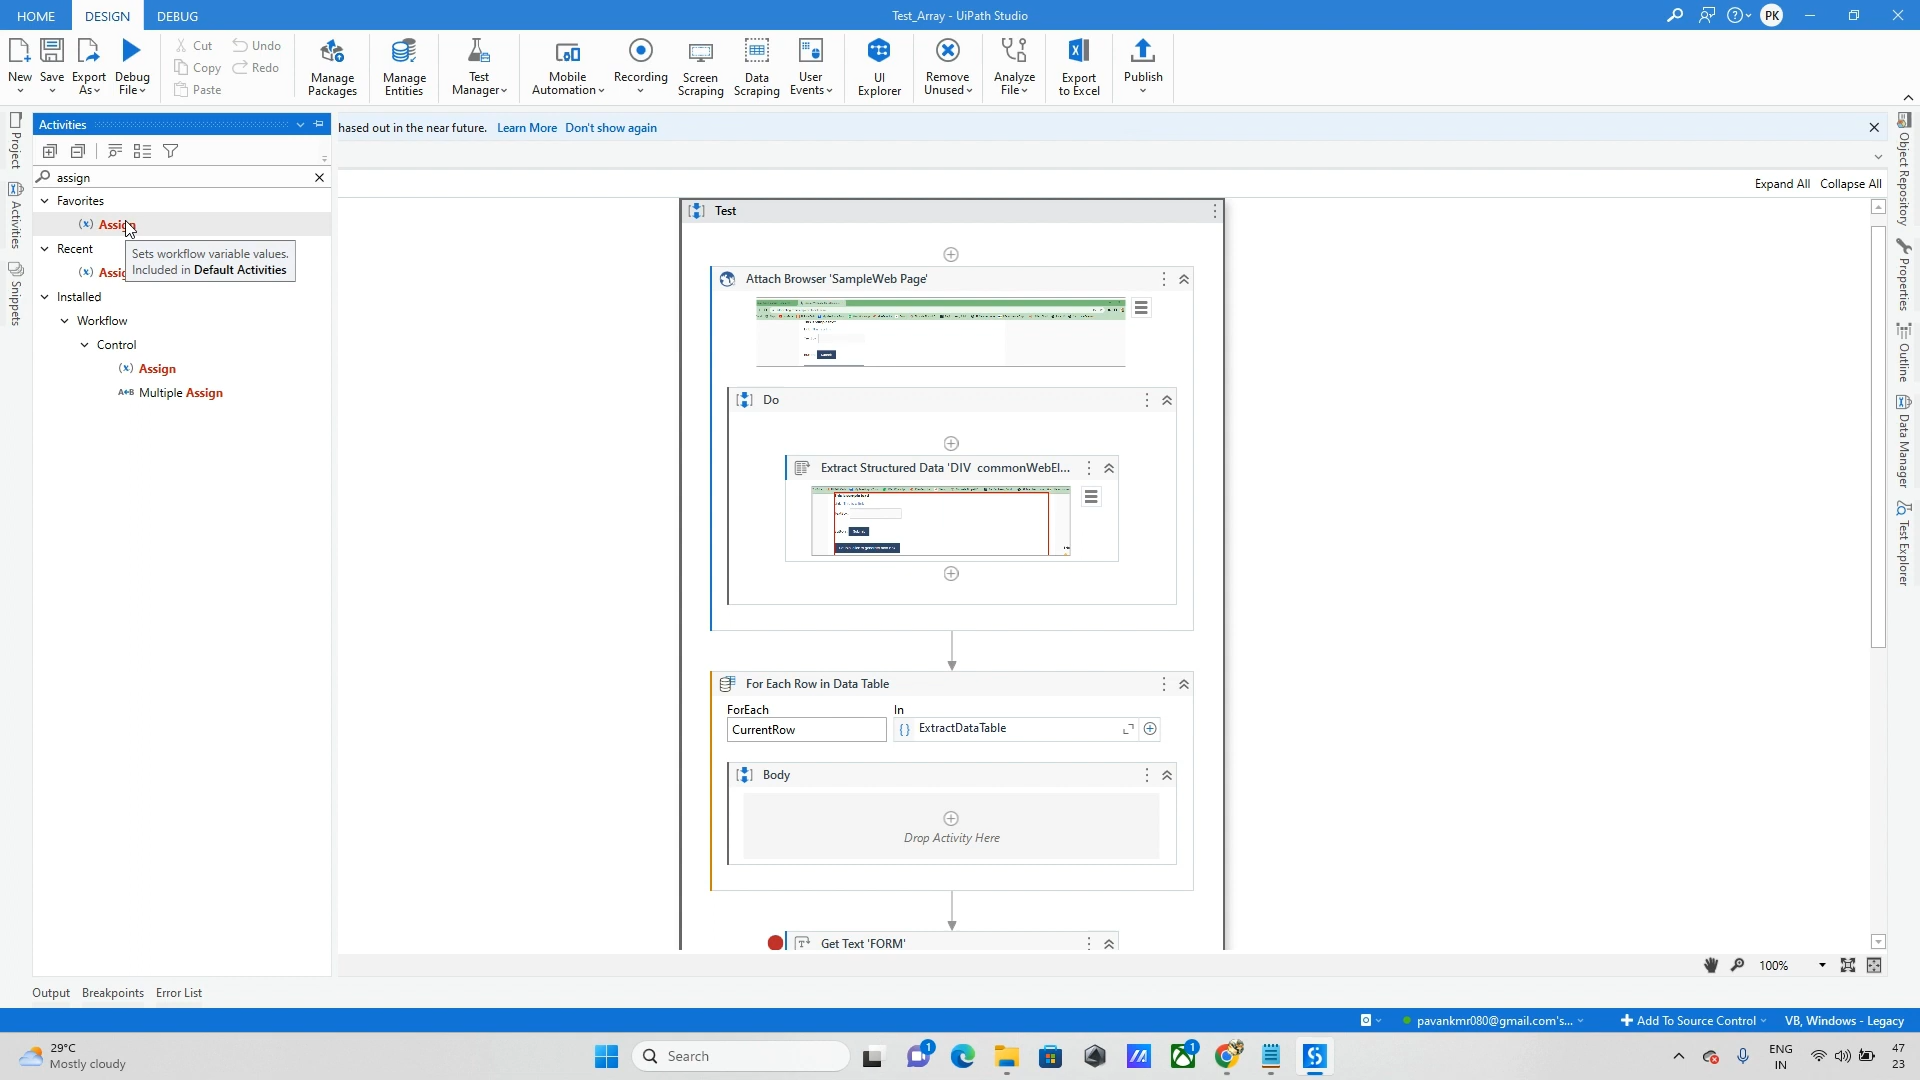 HOME DESIGN DEBUG
Test_Array - UiPath Studio
PK
New Save Export As Debug File
Cut Copy Paste Undo Redo
Manage Packages
Manage Entities
Test Manager
Mobile Automation
Recording
Screen Scraping
Data Scraping
User Events
UI Explorer
Remove Unused
Analyze File
Export to Excel
Publish
Project
Activities
Snippets
Activities
hased out in the near future. Learn More Don't show again
assign
Expand All Collapse All
Favorites
Assign
Recent
Assig
Sets workflow variable values.
Included in Default Activities
Installed
Workflow
Control
Assign
Multiple Assign
Test
Attach Browser 'SampleWeb Page'
Do
Extract Structured Data 'DIV commonWebEl...
For Each Row in Data Table
ForEach In
CurrentRow ExtractDataTable
Body
Drop Activity Here
Get Text 'FORM'
Object Repository
Properties
Outline
Data Manager
Test Explorer
100%
Output Breakpoints Error List
pavankmr080@gmail.com's... Add To Source Control VB, Windows - Legacy
29°C
Mostly cloudy
Search
1
1
ENG
IN
47
23